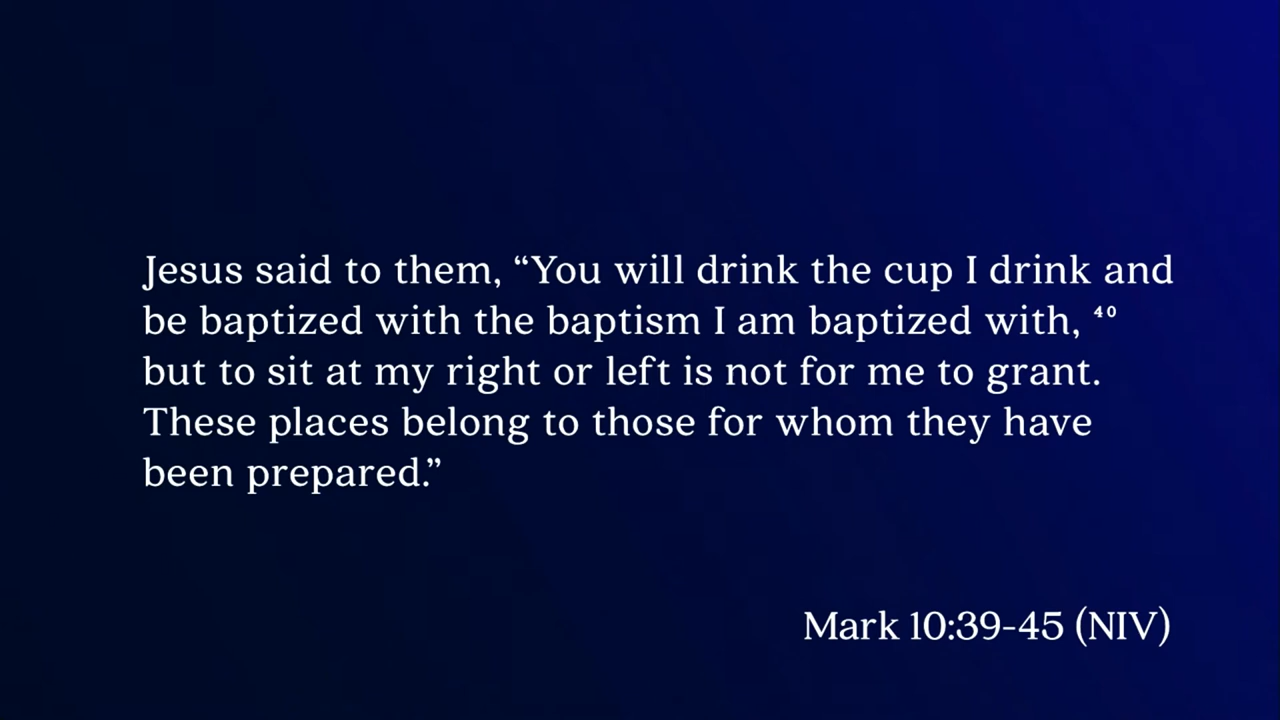 Jesus said to them, “You will drink the cup I drink and
be baptized with the baptism I am baptized with, ⁴⁰
but to sit at my right or left is not for me to grant.
These places belong to those for whom they have
been prepared.”
Mark 10:39-45 (NIV)